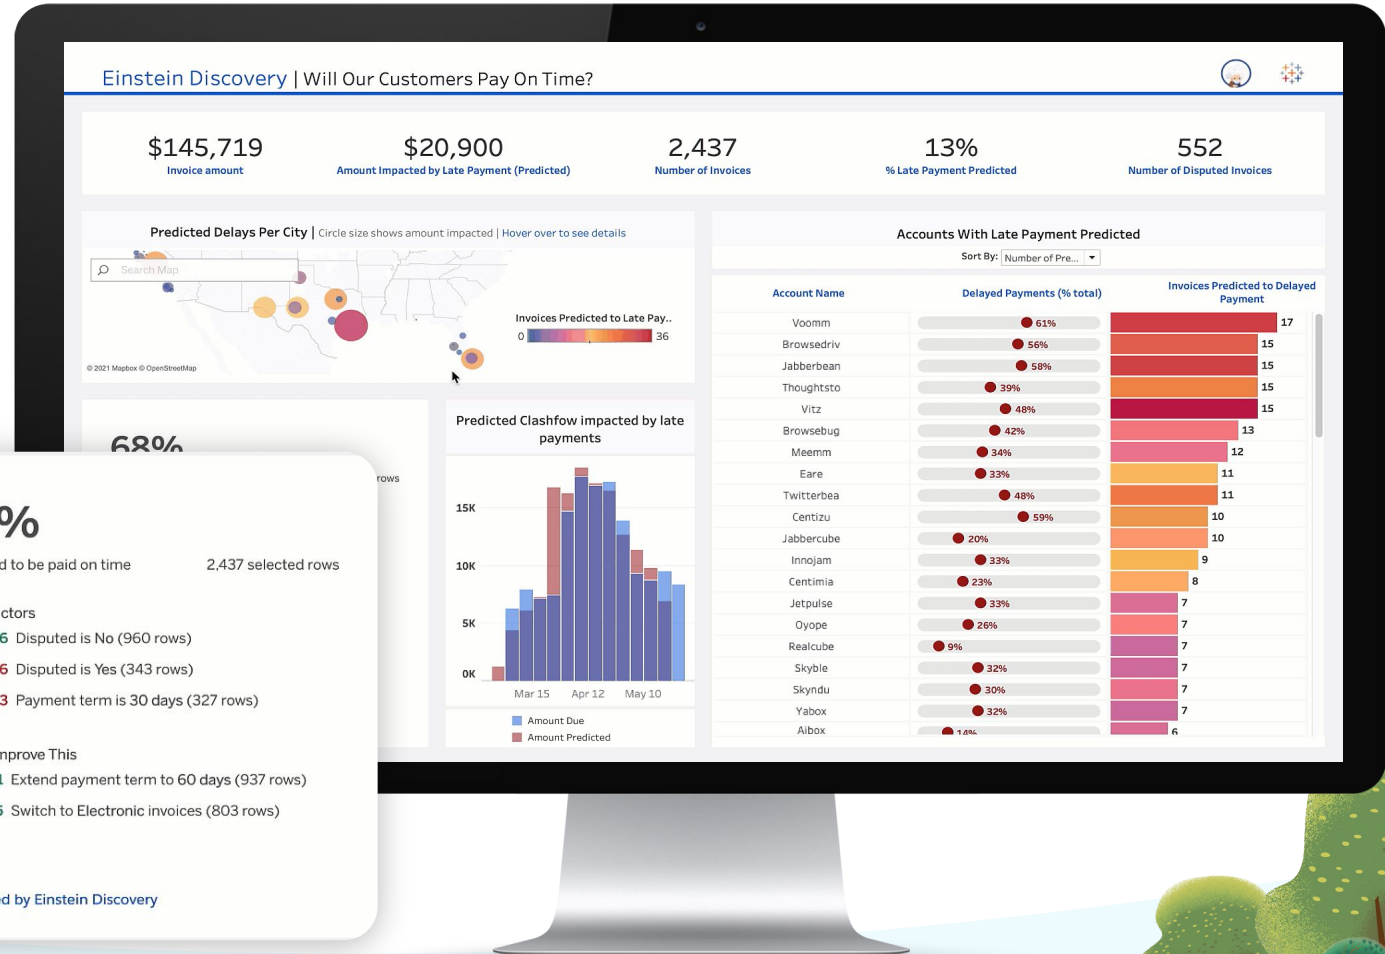 Einstein Discovery | Will Our Customers Pay On Time?
$145,719
Invoice amount
$20,900
Amount Impacted by Late Payment (Predicted)
2,437
Number of Invoices
13%
% Late Payment Predicted
552
Number of Disputed Invoices
Predicted Delays Per City | Circle size shows amount impacted | Hover over to see details
Search Map
Invoices Predicted to Late Pay..
0
36
© 2021 Mapbox © OpenStreetMap
68%
rows
Predicted Clashfow impacted by late
payments
15K
10K
5K
0K
Mar 15 Apr 12 May 10
Amount Due
Amount Predicted
Accounts With Late Payment Predicted
Sort By: Number of Pre...
Account Name
Delayed Payments (% total)
Invoices Predicted to Delayed
Payment
Voomm 61% 17
Browsedriv 56% 15
Jabberbean 58% 15
Thoughtsto 39% 15
Vitz 48% 15
Browsebug 42% 13
Meemm 34% 12
Eare 33% 11
Twitterbea 48% 11
Centizu 59% 10
Jabbercube 20% 10
Innojam 33% 9
Centimia 23% 8
Jetpulse 33% 7
Oyope 26% 7
Realcube 9% 7
Skyble 32% 7
Skyndu 30% 7
Yabox 32% 7
Aibox 14% 6
%
d to be paid on time
2,437 selected rows
ctors
6 Disputed is No (960 rows)
6 Disputed is Yes (343 rows)
3 Payment term is 30 days (327 rows)
mprove This
1 Extend payment term to 60 days (937 rows)
Switch to Electronic invoices (803 rows)
ed by Einstein Discovery